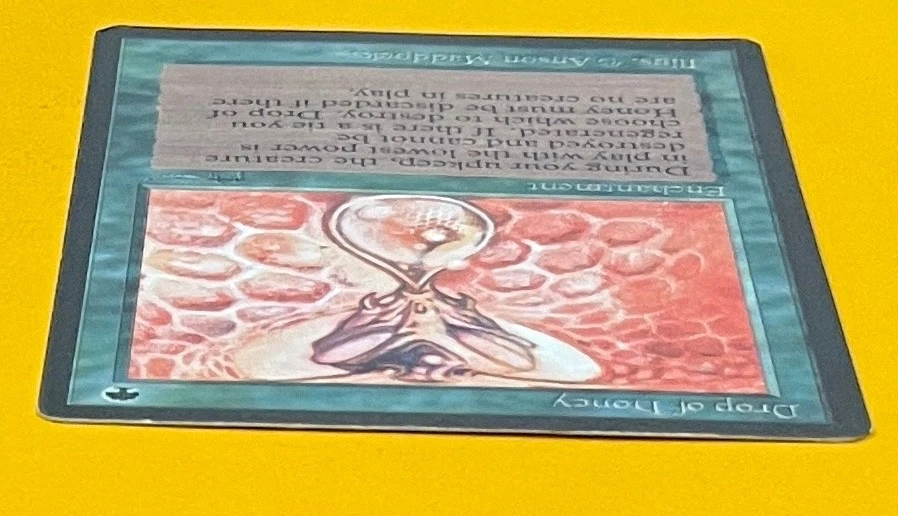 Drop of Honey
Enchantment
During your upkeep, the creature
in play with the lowest power is
destroyed and cannot be
regenerated. If there is a tie you
choose which to destroy. Drop of
Honey must be discarded if there
are no creatures in play.
Illus. © Anson Maddocks